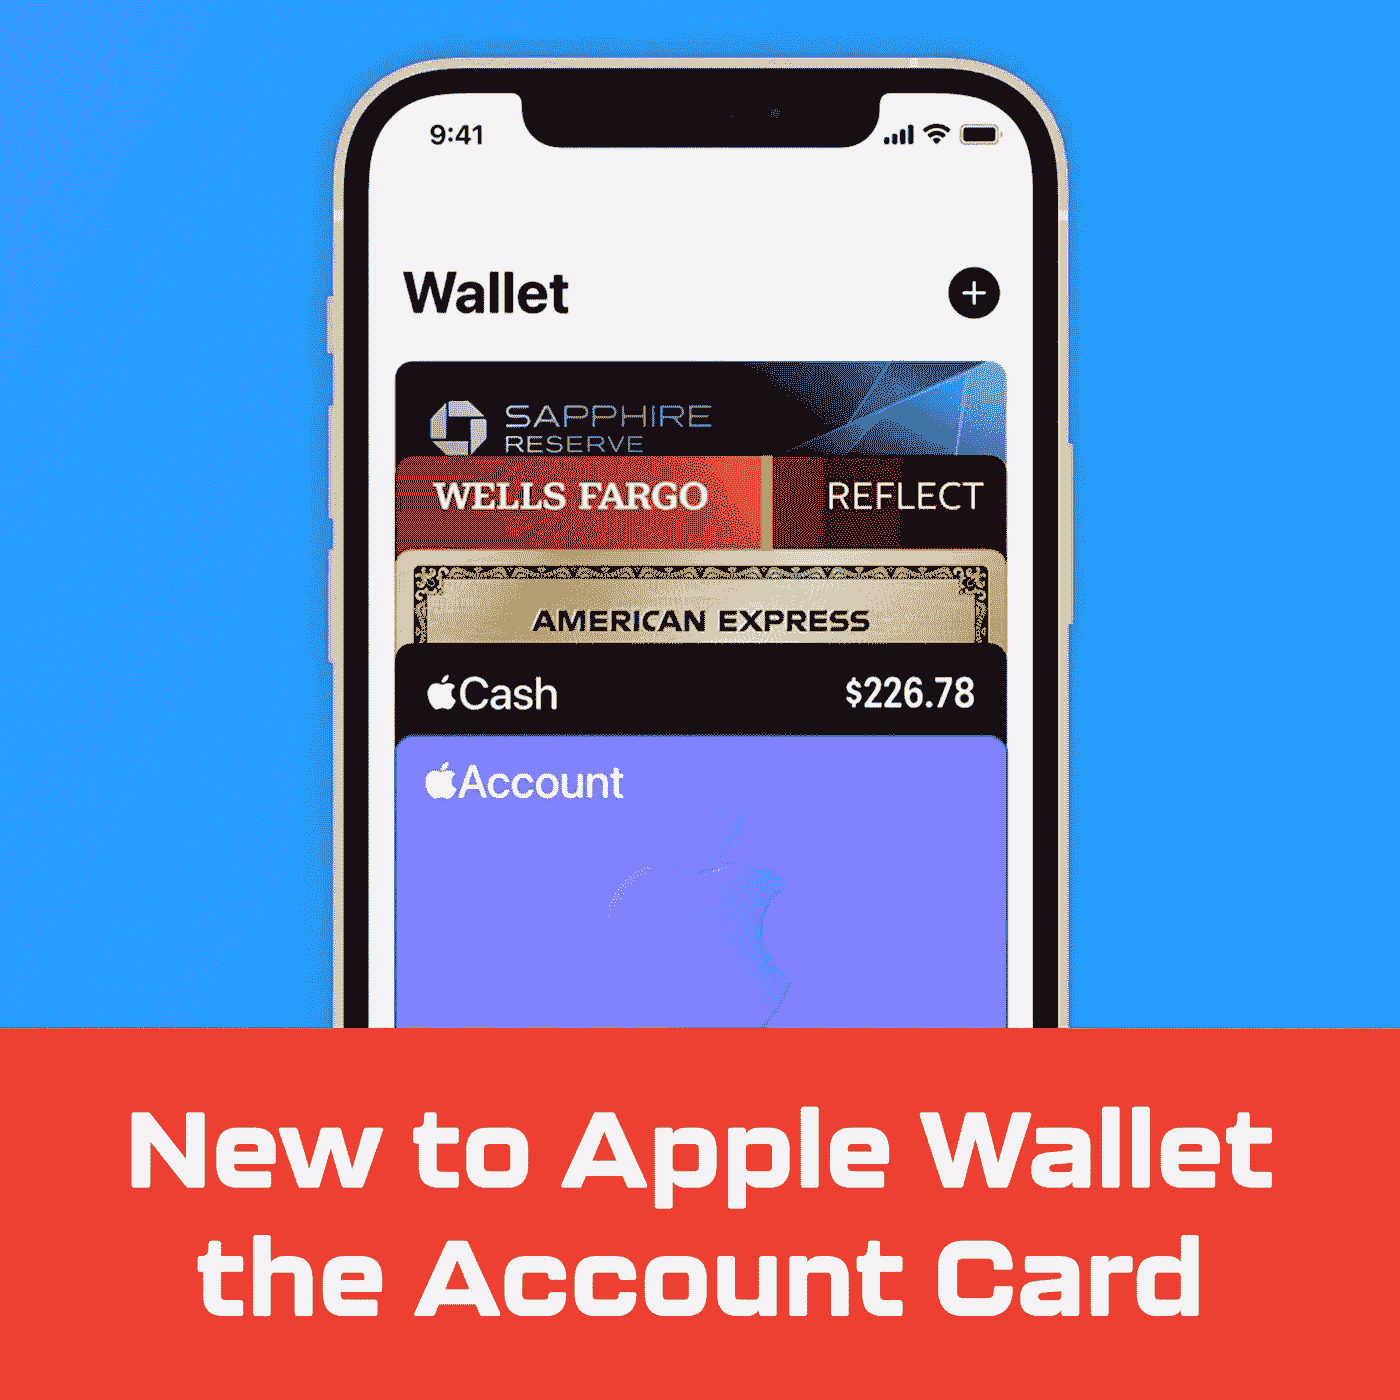 9:41
Wallet
SAPPHIRE
RESERVE
WELLS FARGO REFLECT
AMERICAN EXPRESS
Cash $226.78
Account
New to Apple Wallet
the Account Card